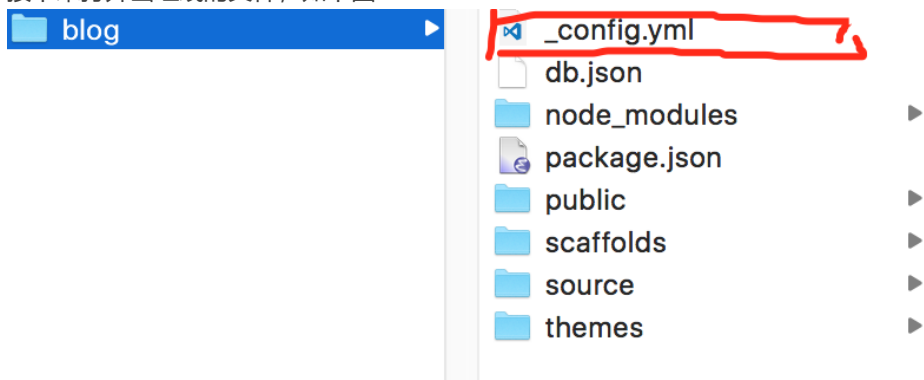 blog
_config.yml
db.json
node_modules
package.json
public
scaffolds
source
themes